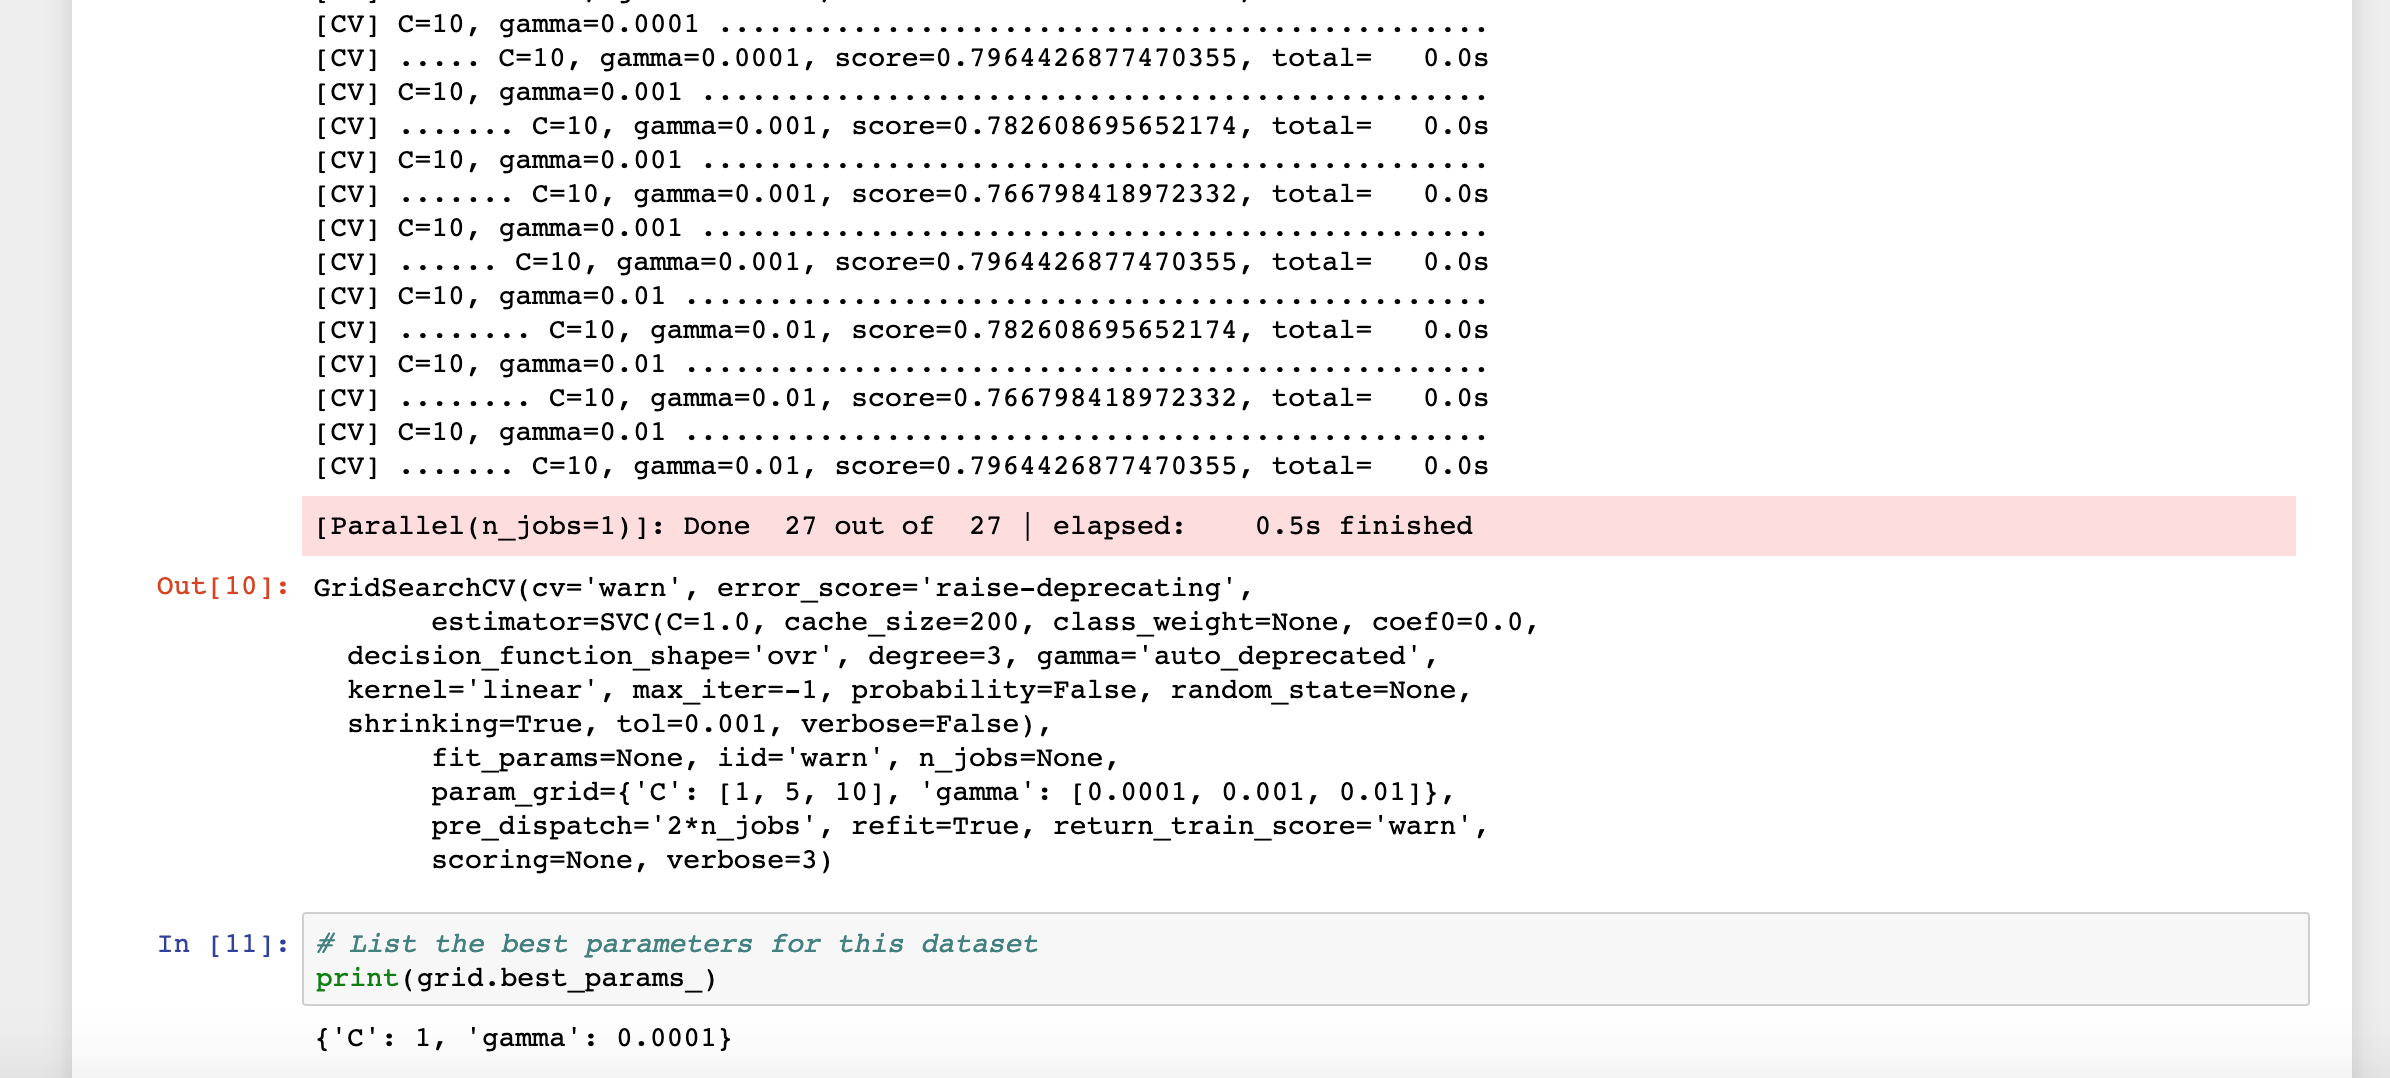 [CV] C=10, gamma=0.0001 ..............................................
[CV] ..... C=10, gamma=0.0001, score=0.7964426877470355, total=   0.0s
[CV] C=10, gamma=0.001 ...............................................
[CV] ....... C=10, gamma=0.001, score=0.782608695652174, total=   0.0s
[CV] C=10, gamma=0.001 ...............................................
[CV] ....... C=10, gamma=0.001, score=0.766798418972332, total=   0.0s
[CV] C=10, gamma=0.001 ...............................................
[CV] ...... C=10, gamma=0.001, score=0.7964426877470355, total=   0.0s
[CV] C=10, gamma=0.01 ................................................
[CV] ........ C=10, gamma=0.01, score=0.782608695652174, total=   0.0s
[CV] C=10, gamma=0.01 ................................................
[CV] ........ C=10, gamma=0.01, score=0.766798418972332, total=   0.0s
[CV] C=10, gamma=0.01 ................................................
[CV] ....... C=10, gamma=0.01, score=0.7964426877470355, total=   0.0s
[Parallel(n_jobs=1)]: Done  27 out of  27 | elapsed:    0.5s finished
Out[10]: GridSearchCV(cv='warn', error_score='raise-deprecating',
       estimator=SVC(C=1.0, cache_size=200, class_weight=None, coef0=0.0,
  decision_function_shape='ovr', degree=3, gamma='auto_deprecated',
  kernel='linear', max_iter=-1, probability=False, random_state=None,
  shrinking=True, tol=0.001, verbose=False),
       fit_params=None, iid='warn', n_jobs=None,
       param_grid={'C': [1, 5, 10], 'gamma': [0.0001, 0.001, 0.01]},
       pre_dispatch='2*n_jobs', refit=True, return_train_score='warn',
       scoring=None, verbose=3)
In [11]: # List the best parameters for this dataset
print(grid.best_params_)
{'C': 1, 'gamma': 0.0001}